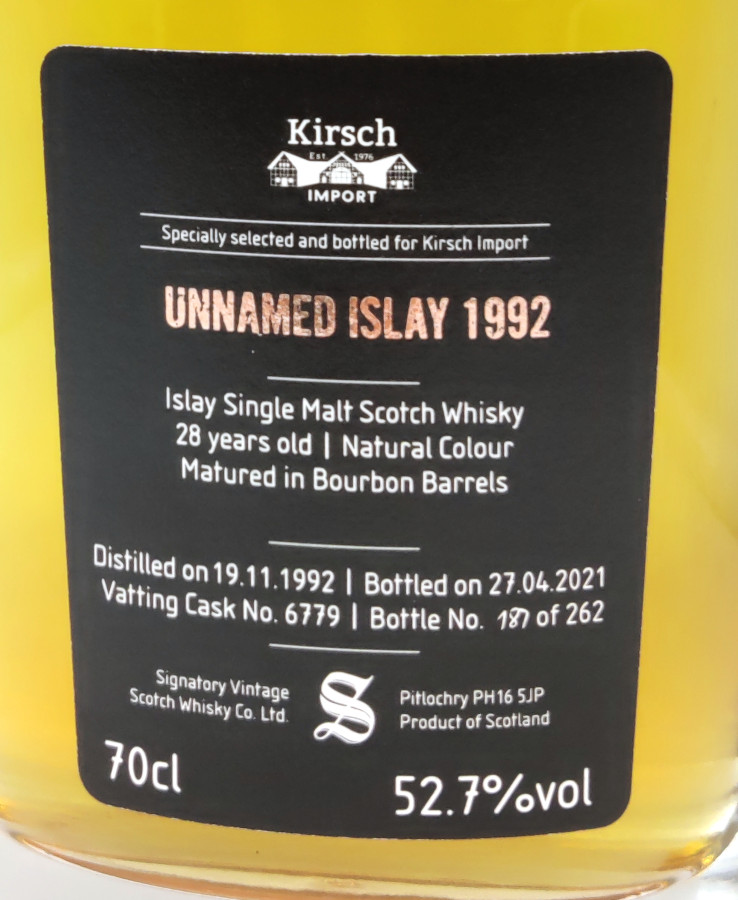 Kirsch
Est. 1976
IMPORT
Specially selected and bottled for Kirsch Import
UNNAMED ISLAY 1992
Islay Single Malt Scotch Whisky
28 years old | Natural Colour
Matured in Bourbon Barrels
Distilled on 19.11.1992 | Bottled on 27.04.2021
Vatting Cask No. 6779 | Bottle No. 187 of 262
Signatory Vintage
Scotch Whisky Co. Ltd.
S
Pitlochry PH16 5JP
Product of Scotland
70cl
52.7%vol